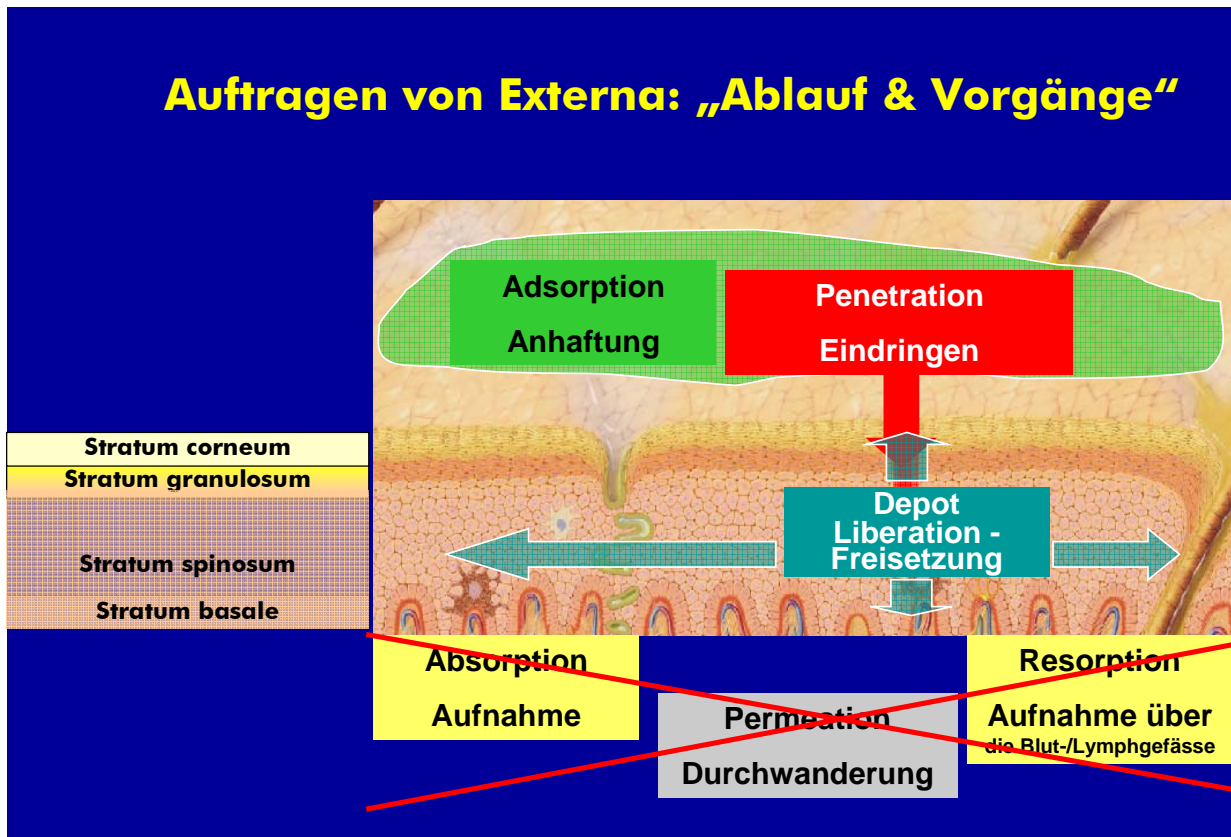 Auftragen von Externa: „Ablauf & Vorgänge“
Adsorption
Anhaftung
Penetration
Eindringen
Stratum corneum
Stratum granulosum
Stratum spinosum
Stratum basale
Depot
Liberation -
Freisetzung
Absorption
Aufnahme
Permeation
Durchwanderung
Resorption
Aufnahme über
die Blut-/Lymphgefässe